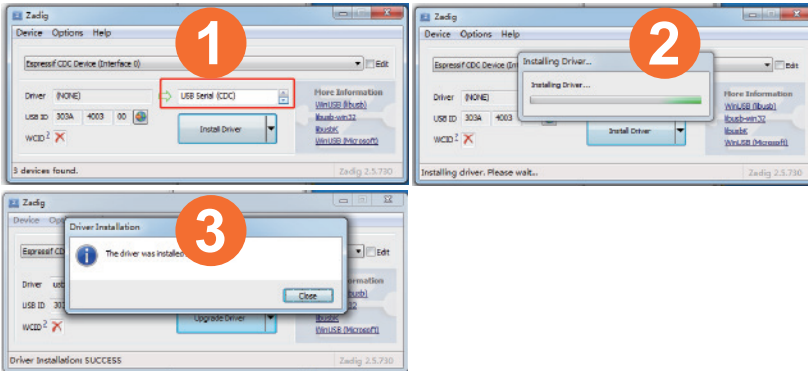 Zadig
Device Options Help
1
Espressif CDC Device (Interface 0)
Edit
Driver (NONE)
USB Serial (CDC)
More Information
WinUSB (libusb)
libusb-win32
libusbK
WinUSB (Microsoft)
USB ID 303A 4003 00
WCID ?
Install Driver
3 devices found.
Zadig 2.5.730
Zadig
Device Options Help
2
Installing Driver...
Installing Driver...
Espressif CDC Device
Edit
Driver (NONE)
More Information
WinUSB (libusb)
libusb-win32
libusbK
WinUSB (Microsoft)
USB ID 303A 4003
WCID ?
Install Driver
Installing driver. Please wait...
Zadig 2.5.730
Zadig
Device
3
Driver Installation
The driver was installed
Close
Edit
Driver
USB ID
WCID ?
Upgrade Driver
libusbK
WinUSB (Microsoft)
Driver Installation: SUCCESS
Zadig 2.5.730